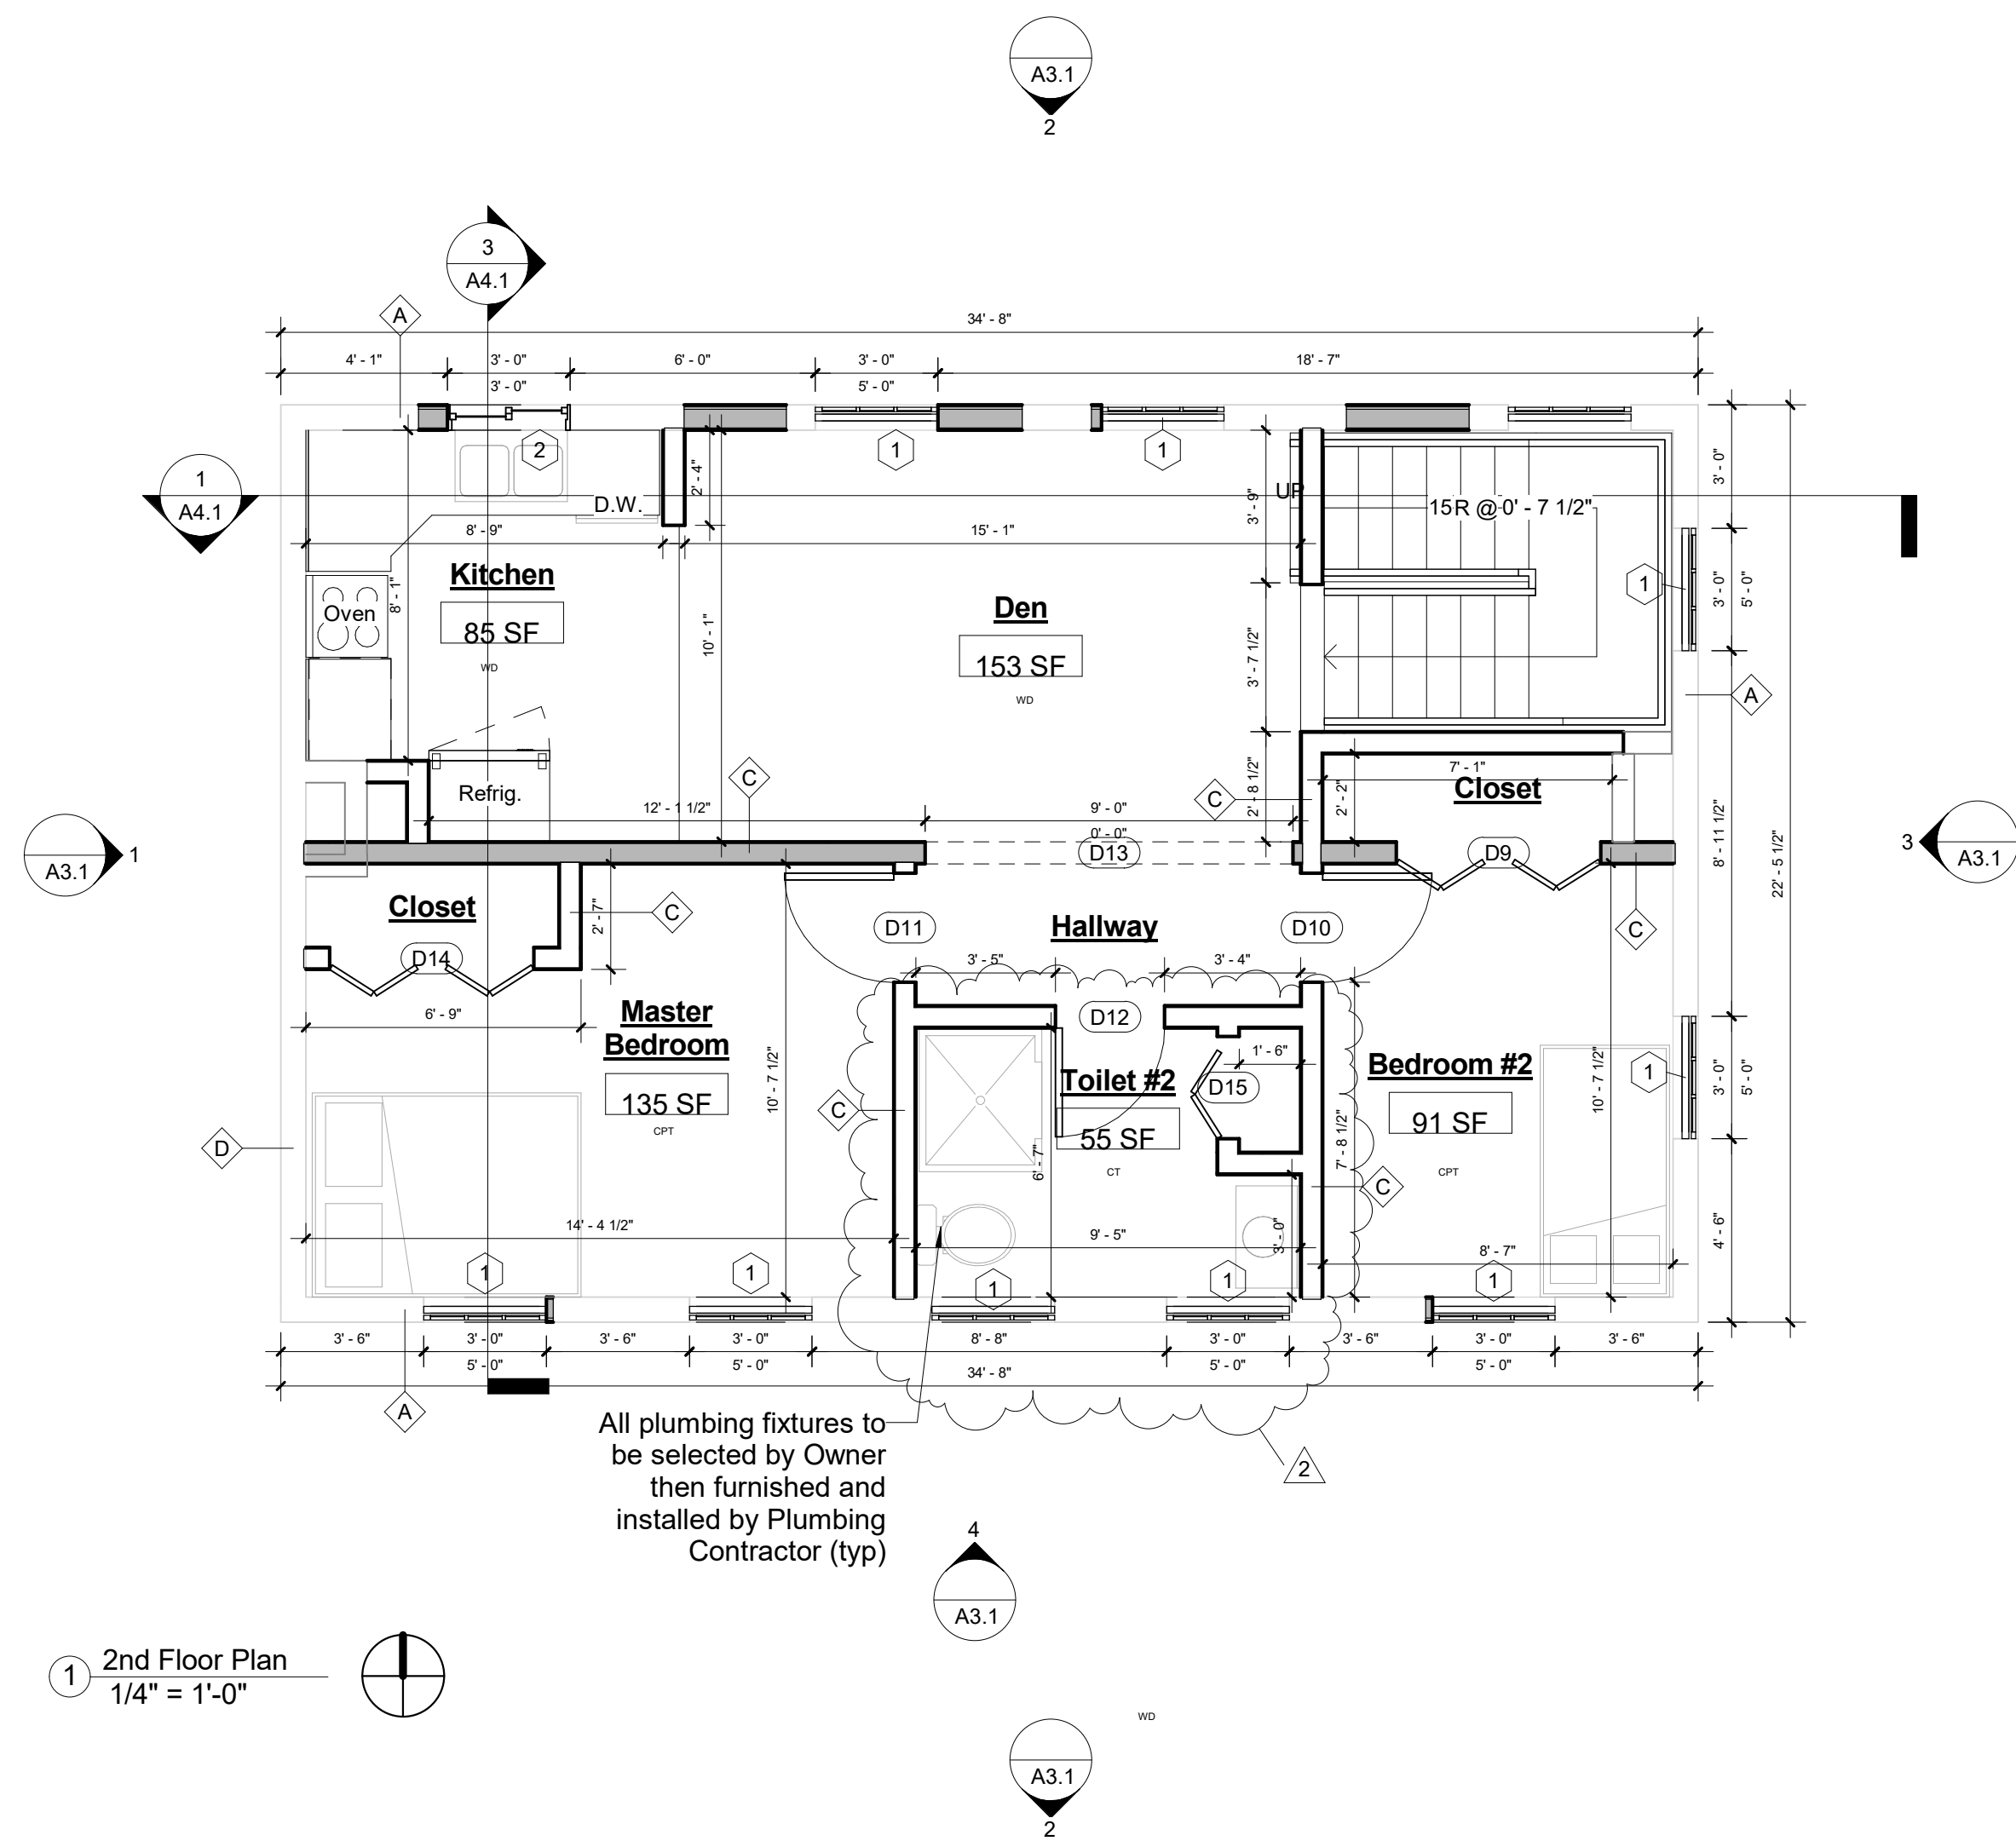 A3.1
2
3
A4.1
A
34' - 8"
4' - 1"
3' - 0"
6' - 0"
3' - 0"
18' - 7"
3' - 0"
5' - 0"
2
1
1
1
A4.1
D.W.
2' - 4"
UP
3' - 9"
15R @0' - 7 1/2"
3' - 0"
8' - 9"
15' - 1"
Kitchen
85 SF
WD
Oven
8' - 1"
10' - 1"
Den
153 SF
WD
3' - 7 1/2"
1
3' - 0"
5' - 0"
A
Refrig.
C
12' - 1 1/2"
9' - 0"
0' - 0"
D13
C
2' - 8 1/2"
2' - 2"
7' - 1"
Closet
D9
8' - 11 1/2"
22' - 5 1/2"
A3.1
1
3
A3.1
Closet
D14
2' - 7"
C
D11
Hallway
D10
C
3' - 5"
3' - 4"
6' - 9"
Master
Bedroom
135 SF
CPT
10' - 7 1/2"
D12
1' - 6"
Toilet #2
D15
55 SF
CT
C
6' - 7"
7' - 8 1/2"
Bedroom #2
91 SF
CPT
10' - 7 1/2"
1
3' - 0"
5' - 0"
D
C
14' - 4 1/2"
9' - 5"
3' - 0"
8' - 7"
4' - 6"
1
1
1
1
1
3' - 6"
3' - 0"
3' - 6"
3' - 0"
8' - 8"
3' - 0"
3' - 6"
3' - 0"
3' - 6"
5' - 0"
5' - 0"
34' - 8"
5' - 0"
5' - 0"
A
All plumbing fixtures to
be selected by Owner
then furnished and
installed by Plumbing
Contractor (typ)
2
4
A3.1
1
2nd Floor Plan
1/4" = 1'-0"
WD
A3.1
2